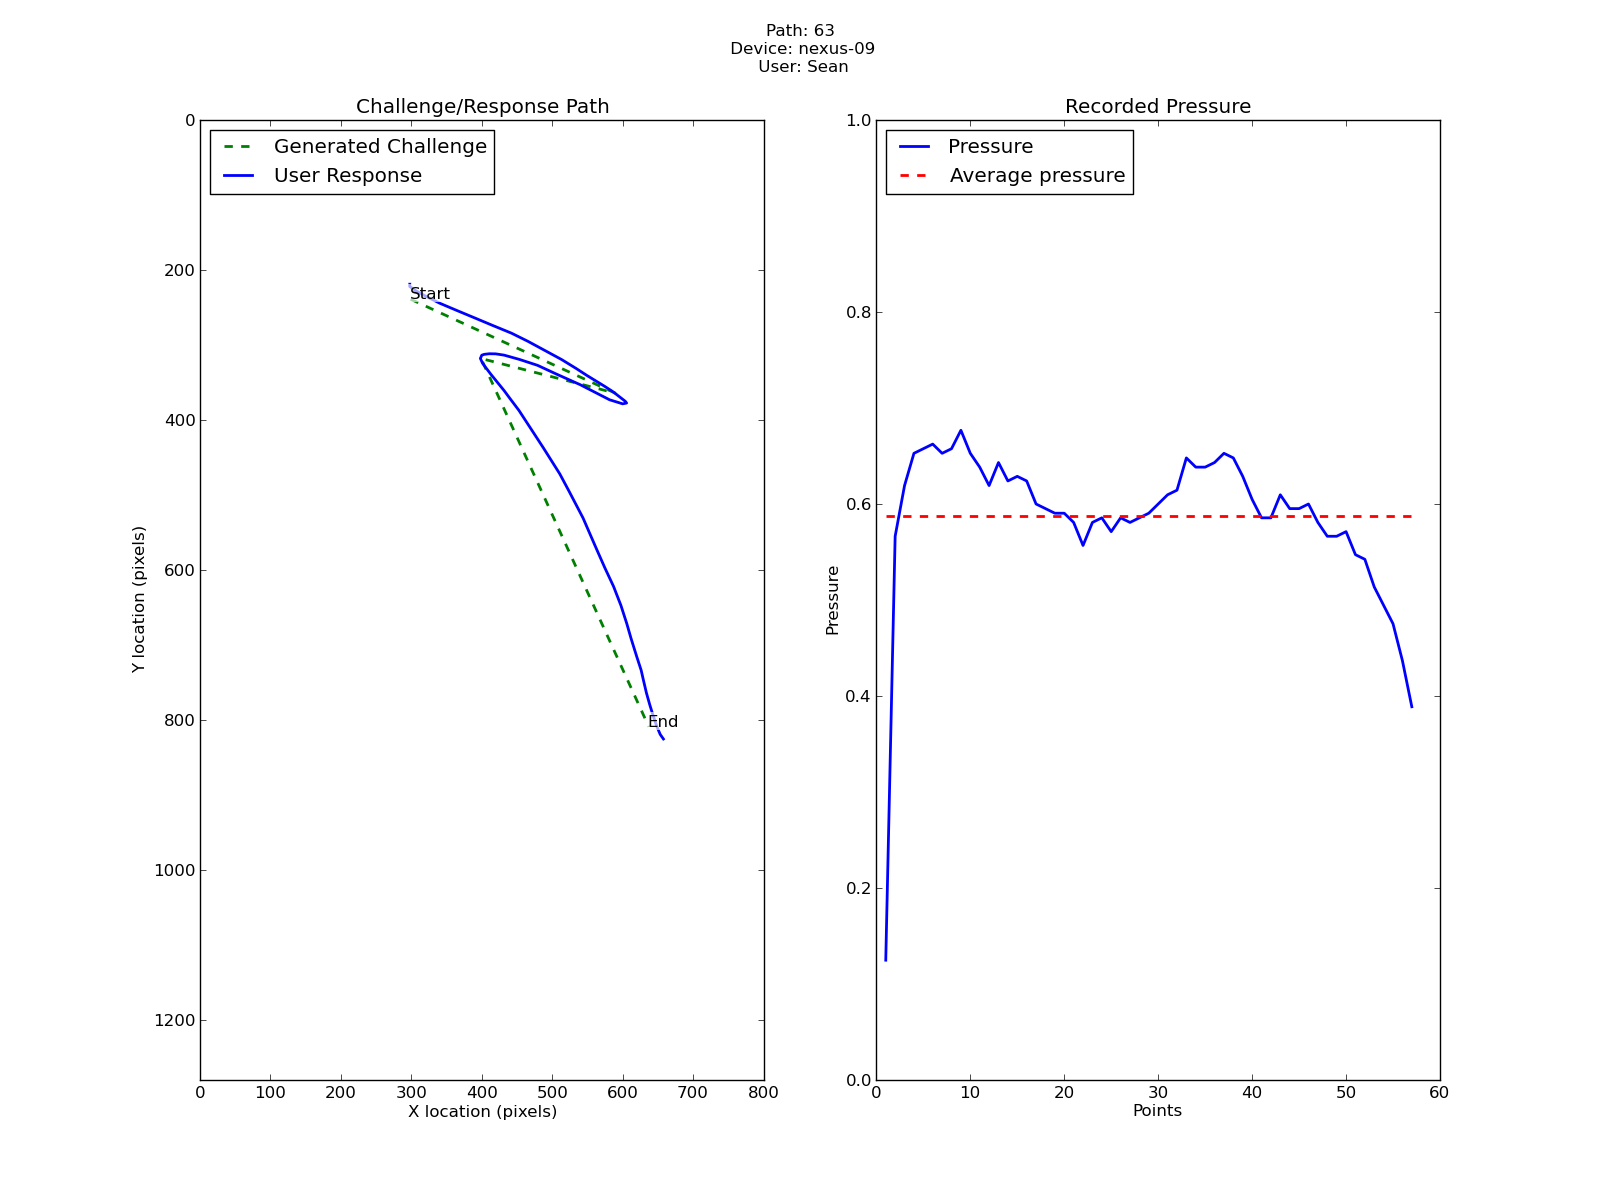 Path: 63
Device: nexus-09
User: Sean
Challenge/Response Path
Generated Challenge
User Response
0
200
400
600
800
1000
1200
Y location (pixels)
Start
End
0 100 200 300 400 500 600 700 800
X location (pixels)
Recorded Pressure
Pressure
Average pressure
1.0
0.8
0.6
0.4
0.2
0.0
Pressure
0 10 20 30 40 50 60
Points